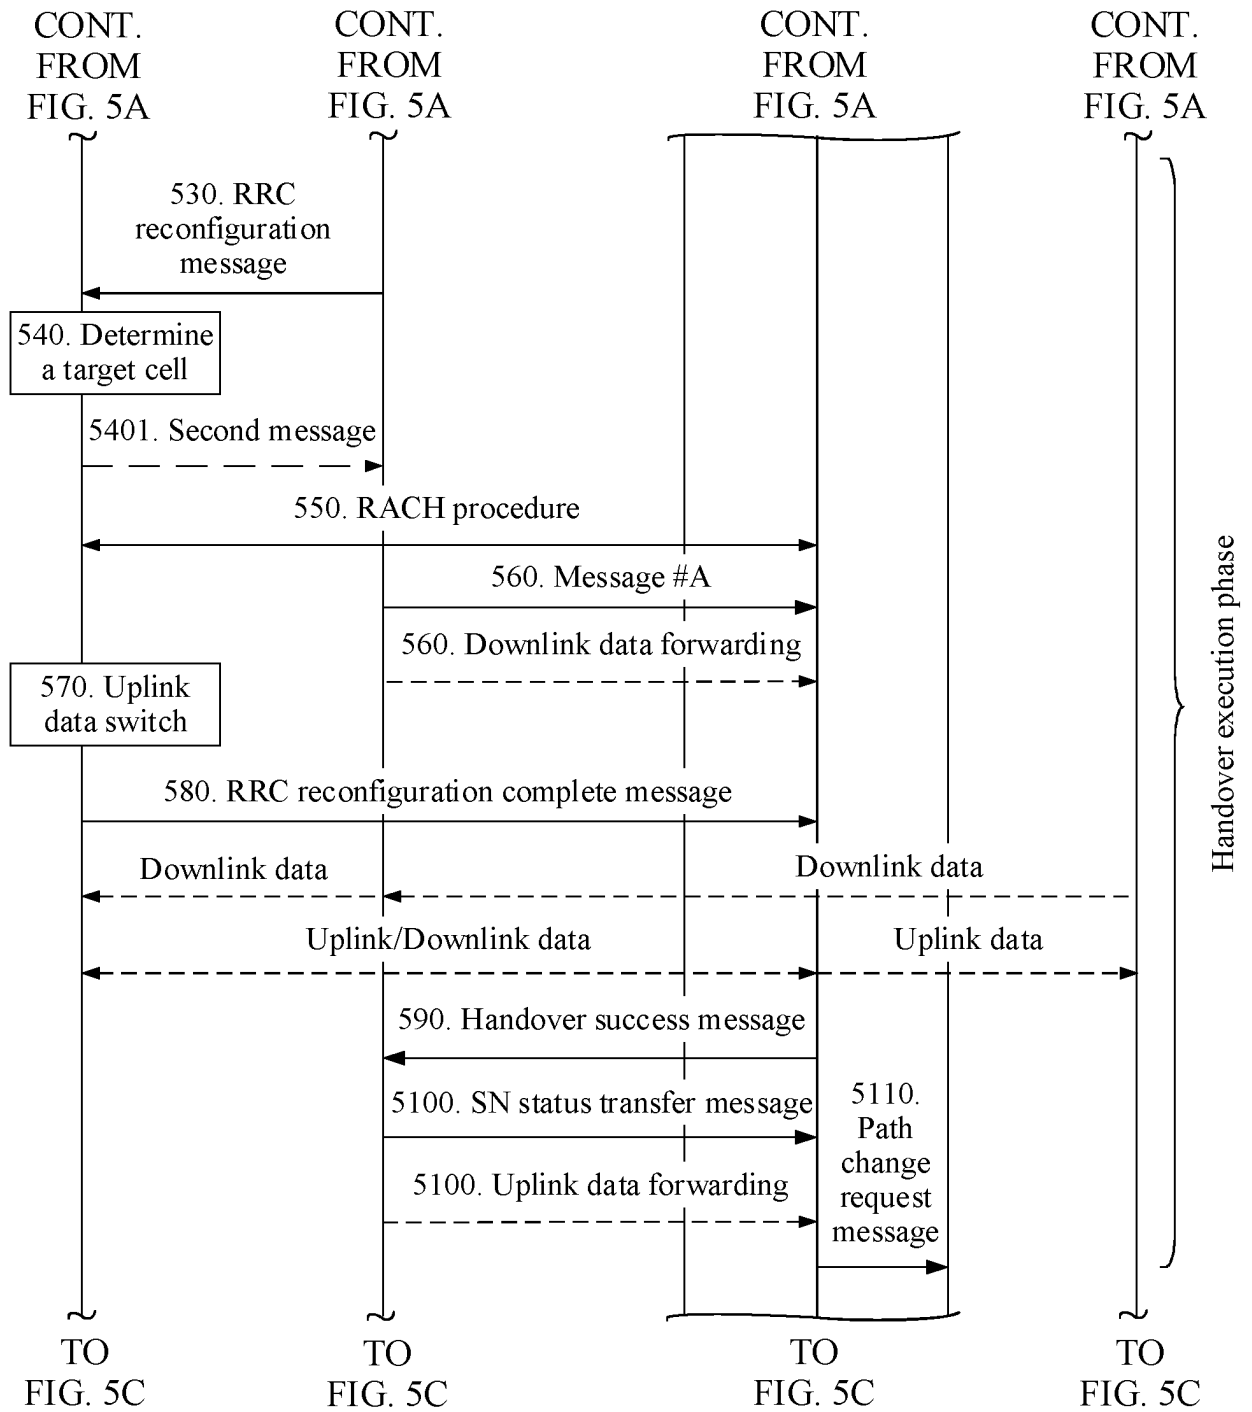 CONT.
FROM
FIG. 5A
CONT.
FROM
FIG. 5A
CONT.
FROM
FIG. 5A
CONT.
FROM
FIG. 5A
530. RRC
reconfiguration
message
540. Determine
a target cell
5401. Second message
550. RACH procedure
560. Message #A
560. Downlink data forwarding
570. Uplink
data switch
580. RRC reconfiguration complete message
Downlink data
Downlink data
Uplink/Downlink data
Uplink data
590. Handover success message
5100. SN status transfer message
5100. Uplink data forwarding
5110.
Path
change
request
message
Handover execution phase
TO
FIG. 5C
TO
FIG. 5C
TO
FIG. 5C
TO
FIG. 5C